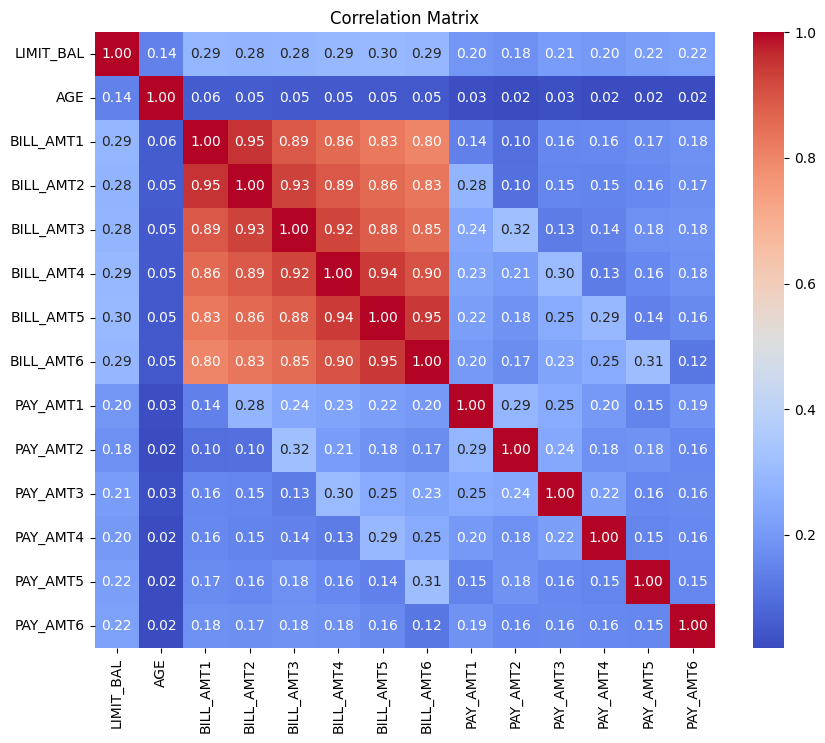 Correlation Matrix
LIMIT_BAL 1.00 0.14 0.29 0.28 0.28 0.29 0.30 0.29 0.20 0.18 0.21 0.20 0.22 0.22
AGE 0.14 1.00 0.06 0.05 0.05 0.05 0.05 0.05 0.03 0.02 0.03 0.02 0.02 0.02
BILL_AMT1 0.29 0.06 1.00 0.95 0.89 0.86 0.83 0.80 0.14 0.10 0.16 0.16 0.17 0.18
BILL_AMT2 0.28 0.05 0.95 1.00 0.93 0.89 0.86 0.83 0.28 0.10 0.15 0.15 0.16 0.17
BILL_AMT3 0.28 0.05 0.89 0.93 1.00 0.92 0.88 0.85 0.24 0.32 0.13 0.14 0.18 0.18
BILL_AMT4 0.29 0.05 0.86 0.89 0.92 1.00 0.94 0.90 0.23 0.21 0.30 0.13 0.16 0.18
BILL_AMT5 0.30 0.05 0.83 0.86 0.88 0.94 1.00 0.95 0.22 0.18 0.25 0.29 0.14 0.16
BILL_AMT6 0.29 0.05 0.80 0.83 0.85 0.90 0.95 1.00 0.20 0.17 0.23 0.25 0.31 0.12
PAY_AMT1 0.20 0.03 0.14 0.28 0.24 0.23 0.22 0.20 1.00 0.29 0.25 0.20 0.15 0.19
PAY_AMT2 0.18 0.02 0.10 0.10 0.32 0.21 0.18 0.17 0.29 1.00 0.24 0.18 0.18 0.16
PAY_AMT3 0.21 0.03 0.16 0.15 0.13 0.30 0.25 0.23 0.25 0.24 1.00 0.22 0.16 0.16
PAY_AMT4 0.20 0.02 0.16 0.15 0.14 0.13 0.29 0.25 0.20 0.18 0.22 1.00 0.15 0.16
PAY_AMT5 0.22 0.02 0.17 0.16 0.18 0.16 0.14 0.31 0.15 0.18 0.16 0.15 1.00 0.15
PAY_AMT6 0.22 0.02 0.18 0.17 0.18 0.18 0.16 0.12 0.19 0.16 0.16 0.16 0.15 1.00
LIMIT_BAL AGE BILL_AMT1 BILL_AMT2 BILL_AMT3 BILL_AMT4 BILL_AMT5 BILL_AMT6 PAY_AMT1 PAY_AMT2 PAY_AMT3 PAY_AMT4 PAY_AMT5 PAY_AMT6
1.0
0.8
0.6
0.4
0.2